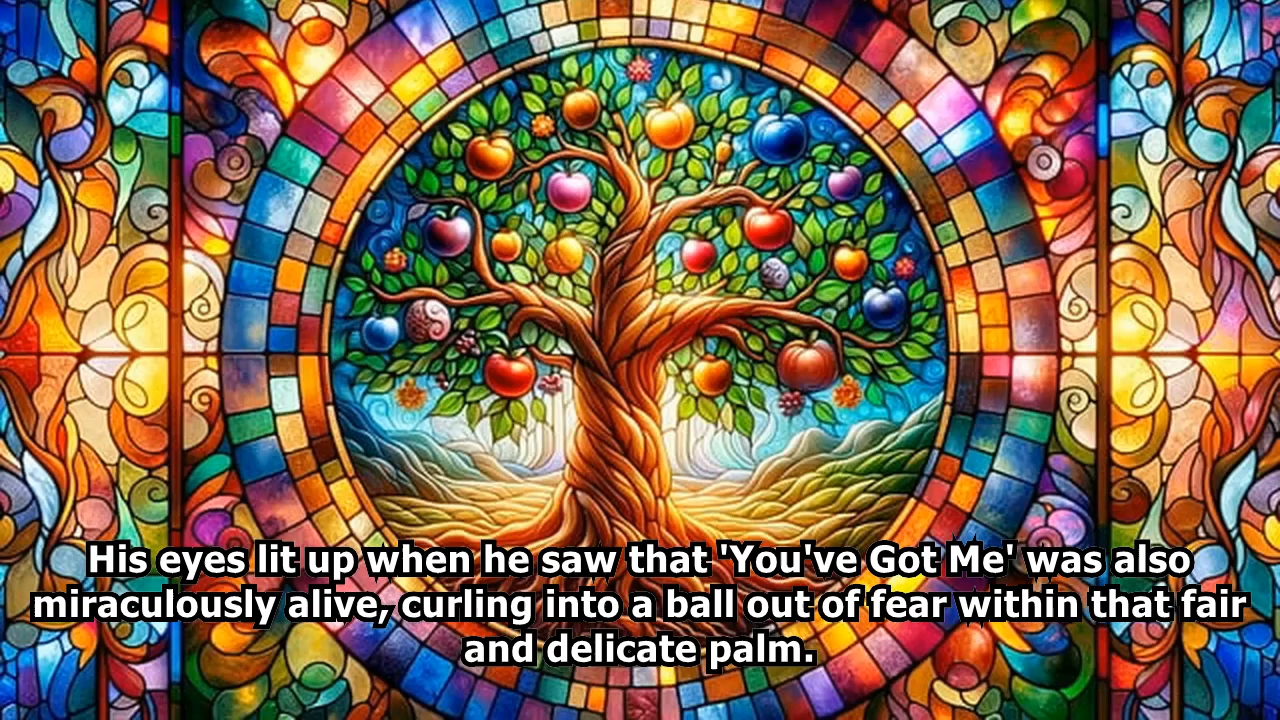 His eyes lit up when he saw that 'You've Got Me' was also
miraculously alive, curling into a ball out of fear within that fair
and delicate palm.